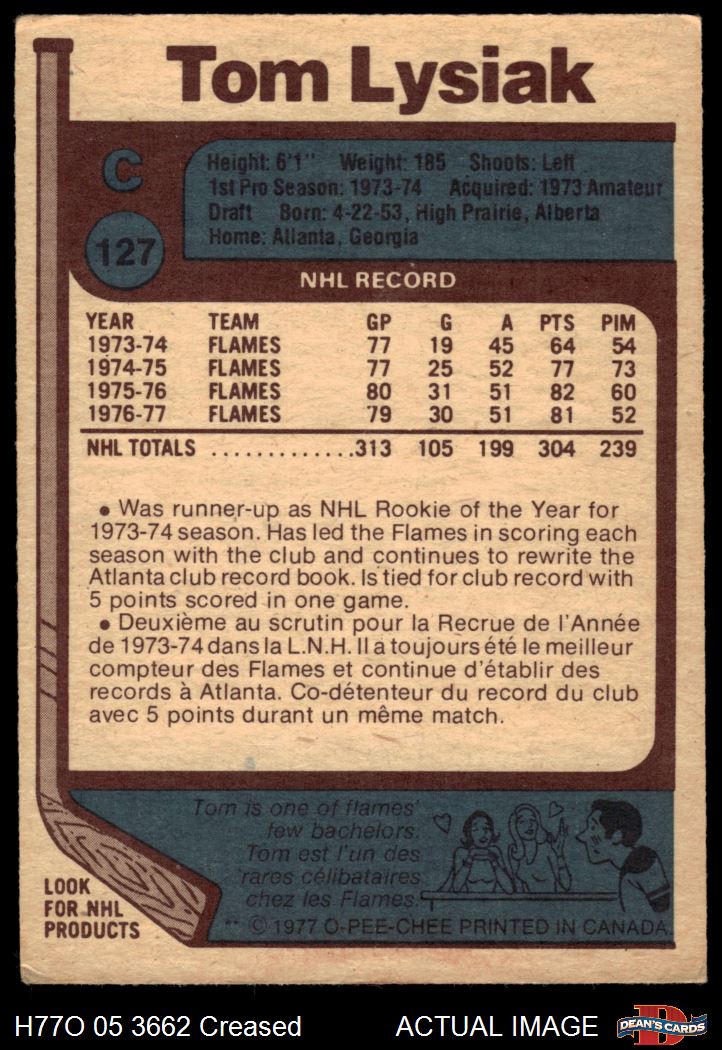 Tom Lysiak
C
127
Height: 6'1" Weight: 185 Shoots: Left
1st Pro Season: 1973-74 Acquired: 1973 Amateur
Draft Born: 4-22-53, High Prairie, Alberta
Home: Atlanta, Georgia
NHL RECORD
YEAR TEAM GP G A PTS PIM
1973-74 FLAMES 77 19 45 64 54
1974-75 FLAMES 77 25 52 77 73
1975-76 FLAMES 80 31 51 82 60
1976-77 FLAMES 79 30 51 81 52
NHL TOTALS .............313 105 199 304 239
• Was runner-up as NHL Rookie of the Year for
1973-74 season. Has led the Flames in scoring each
season with the club and continues to rewrite the
Atlanta club record book. Is tied for club record with
5 points scored in one game.
• Deuxième au scrutin pour la Recrue de l'Année
de 1973-74 dans la L.N.H. Il a toujours été le meilleur
compteur des Flames et continue d'établir des
records à Atlanta. Co-détenteur du record du club
avec 5 points durant un même match.
Tom is one of flames'
few bachelors.
Tom est l'un des
rares célibataires
chez les Flames.
LOOK
FOR NHL
PRODUCTS
** © 1977 O-PEE-CHEE PRINTED IN CANADA.
H77O 05 3662 Creased ACTUAL IMAGE
D
DEAN'S CARDS